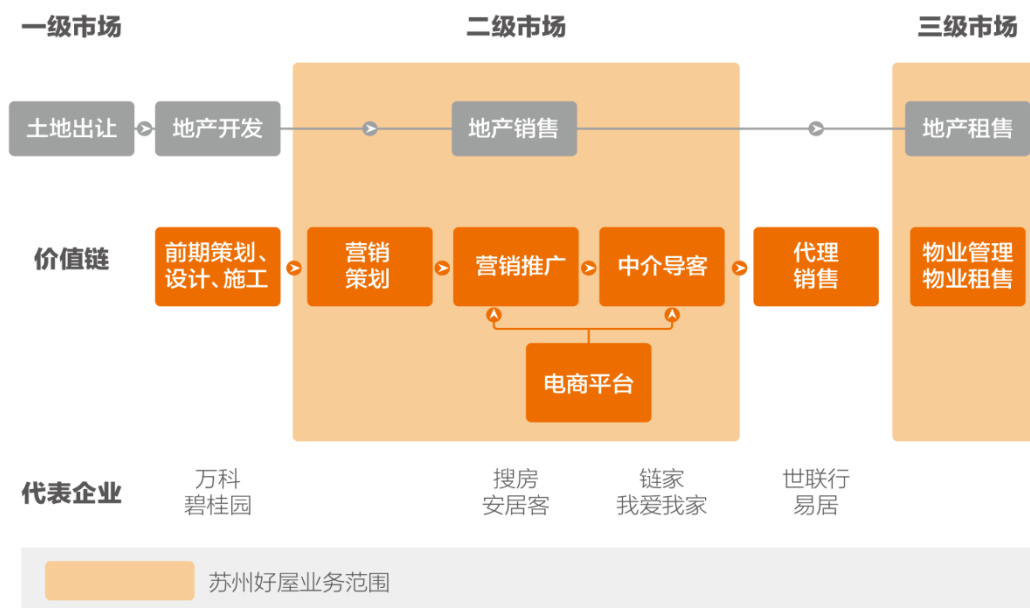 一级市场
二级市场
三级市场
土地出让
地产开发
地产销售
地产租售
价值链
前期策划、
设计、施工
营销
策划
营销推广
中介导客
代理
销售
物业管理
物业租售
电商平台
代表企业
万科
碧桂园
搜房
安居客
链家
我爱我家
世联行
易居
苏州好屋业务范围